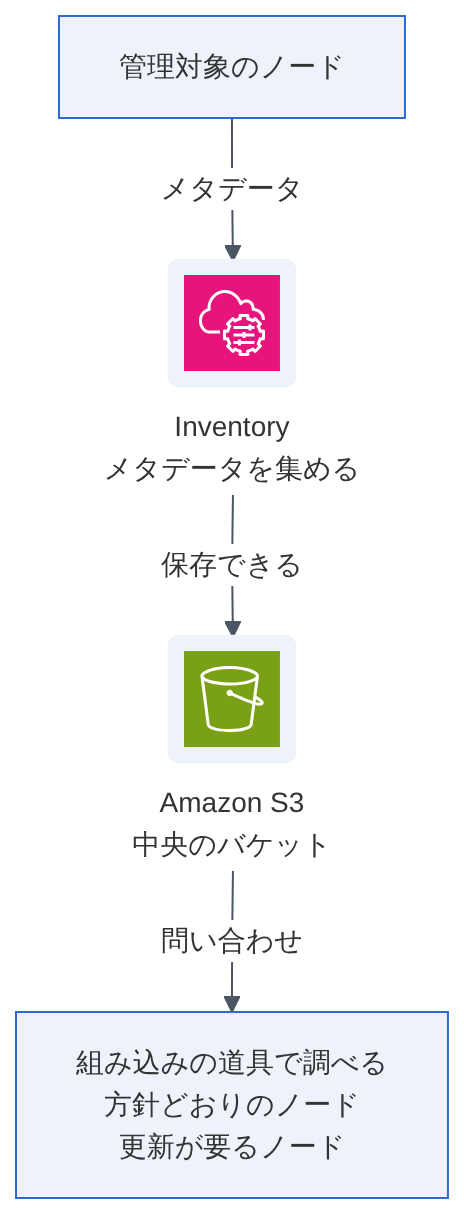 管理対象のノード
メタデータ
Inventory
メタデータを集める
保存できる
Amazon S3
中央のバケット
問い合わせ
組み込みの道具で調べる
方針どおりのノード
更新が要るノード